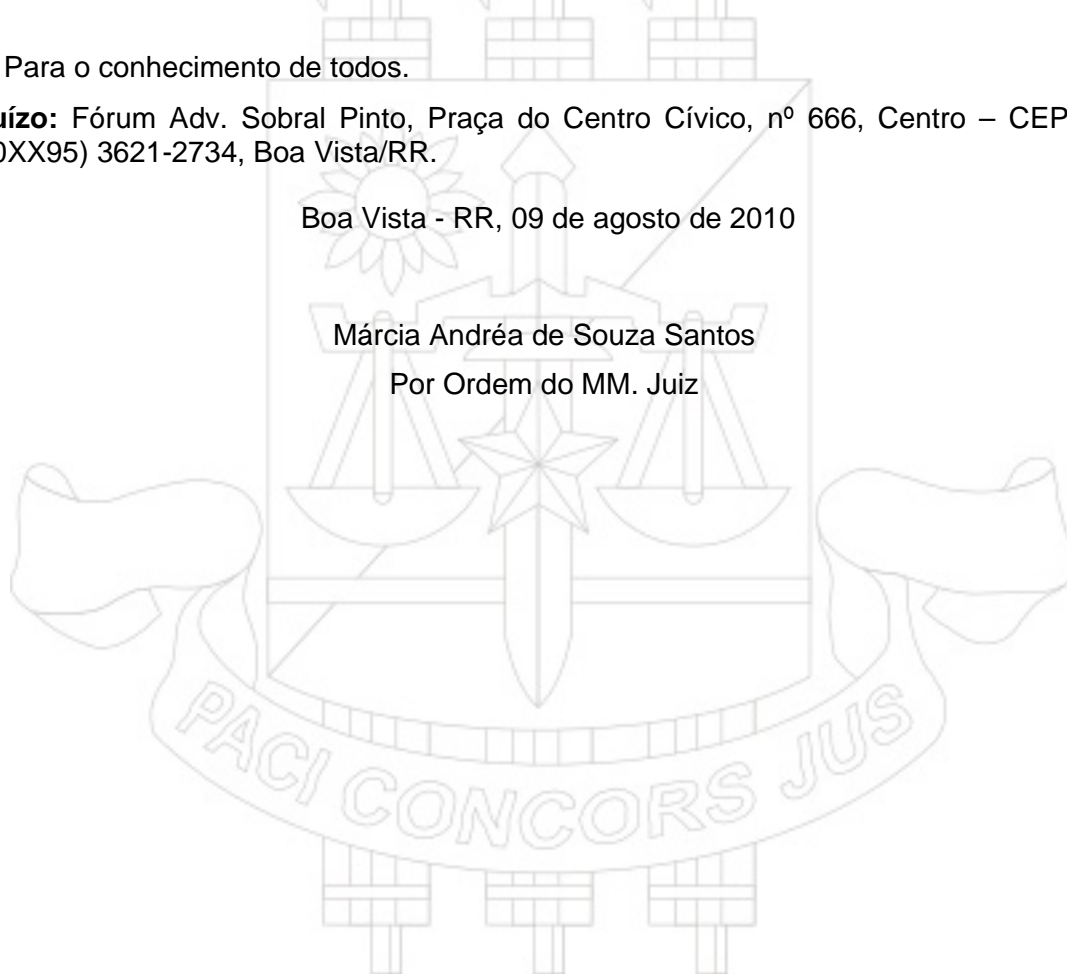 Para o conhecimento de todos.
uízo: Fórum Adv. Sobral Pinto, Praça do Centro Cívico, nº 666, Centro – CEP
0XX95) 3621-2734, Boa Vista/RR.
Boa Vista - RR, 09 de agosto de 2010
Márcia Andréa de Souza Santos
Por Ordem do MM. Juiz
PACI CONCORS JUS